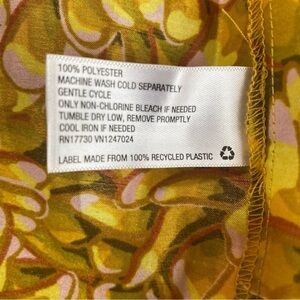 100% POLYESTER
MACHINE WASH COLD SEPARATELY
GENTLE CYCLE
ONLY NON-CHLORINE BLEACH IF NEEDED
TUMBLE DRY LOW, REMOVE PROMPTLY
COOL IRON IF NEEDED
RN17730 VN1247024
LABEL MADE FROM 100% RECYCLED PLASTIC